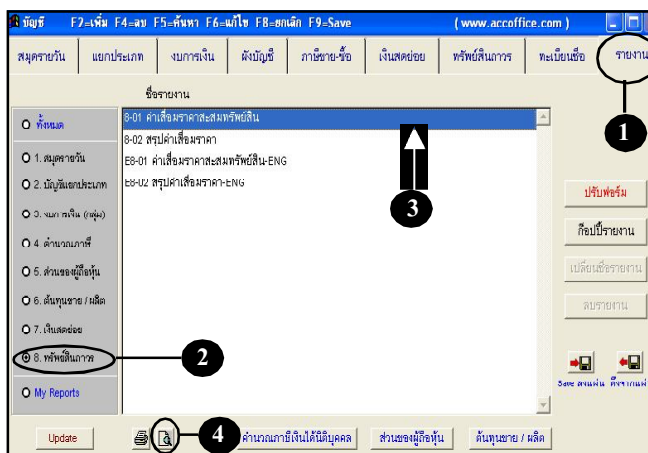 บัญชี F2=เพิ่ม F4=ลบ F5=ค้นหา F6=แก้ไข F8=ยกเลิก F9=Save ( www.accoffice.com )
สมุดรายวัน แยกประเภท งบการเงิน ผังบัญชี ภาษีขาย-ซื้อ เงินสดย่อย ทรัพย์สินถาวร ทะเบียนชื่อ รายงาน
ชื่อรายงาน
1
ทั้งหมด
8-01 ค่าเสื่อมราคาสะสมทรัพย์สิน
8-02 สรุปค่าเสื่อมราคา
1. สมุดรายวัน
E8-01 ค่าเสื่อมราคาสะสมทรัพย์สิน-ENG
2. บัญชีแยกประเภท
E8-02 สรุปค่าเสื่อมราคา-ENG
ปรับฟอร์ม
3
3. งบการเงิน (กลุ่ม)
ก็อปปี้รายงาน
4. คำนวณภาษี
5. ส่วนของผู้ถือหุ้น
เปลี่ยนชื่อรายงาน
6. ต้นทุนขาย / ผลิต
ลบรายงาน
7. เงินสดย่อย
8. ทรัพย์สินถาวร
2
My Reports
Save ลงแผ่น
Update
4
คำนวณภาษีเงินได้นิติบุคคล ส่วนของผู้ถือหุ้น ต้นทุนขาย / ผลิต